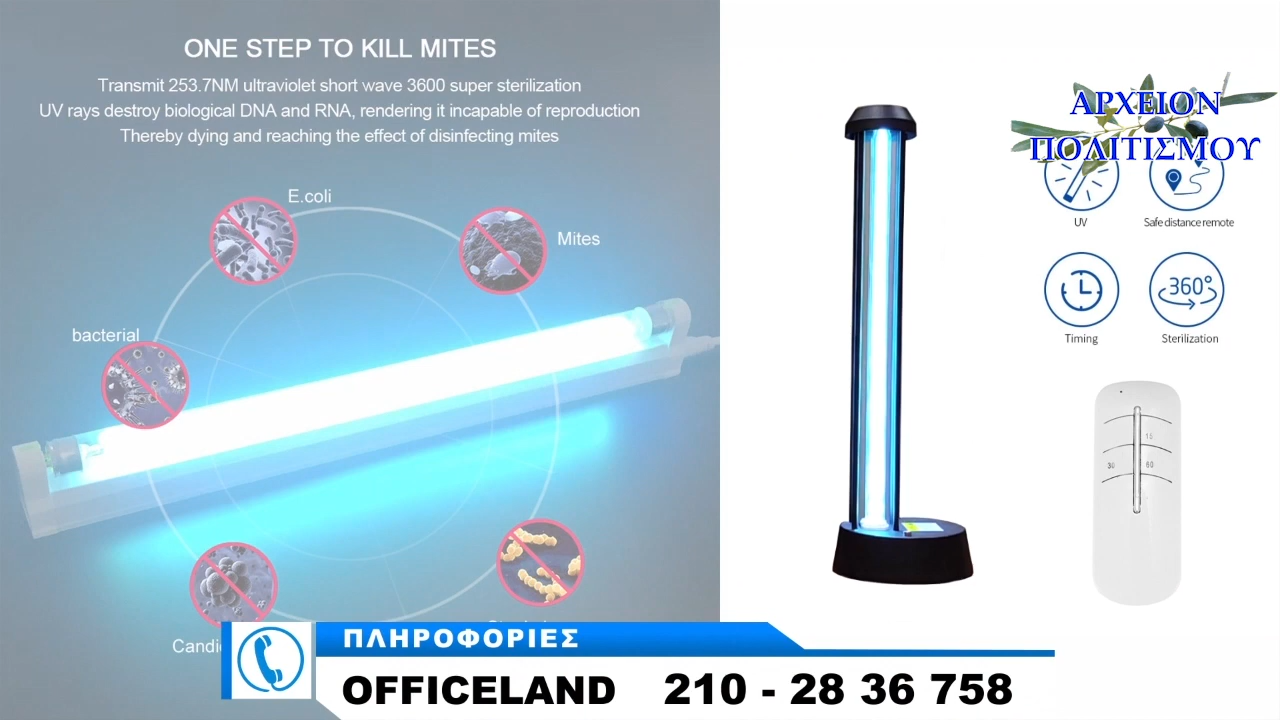 ONE STEP TO KILL MITES
Transmit 253.7NM ultraviolet short wave 3600 super sterilization
UV rays destroy biological DNA and RNA, rendering it incapable of reproduction
Thereby dying and reaching the effect of disinfecting mites
E.coli
Mites
bacterial
ΑΡΧΕΙΟΝ
ΠΟΛΙΤΙΣΜΟΥ
UV
Safe distance remote
360°
Timing
Sterilization
15
30
60
ΠΛΗΡΟΦΟΡΙΕΣ
OFFICELAND 210 - 28 36 758